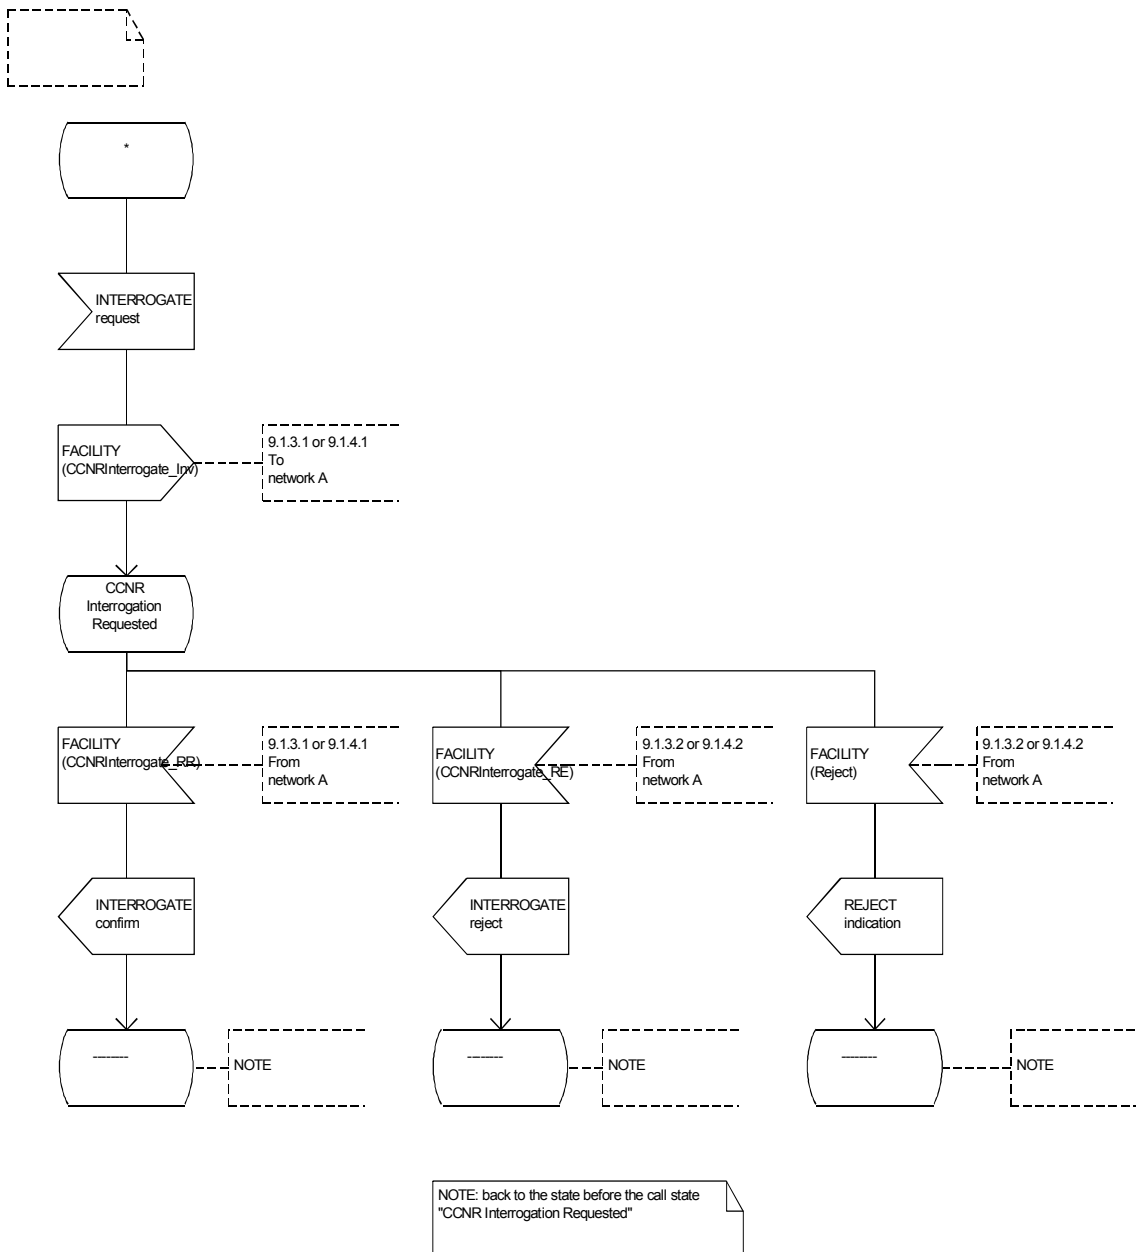 *
INTERROGATE
request
FACILITY
(CCNRInterrogate_Inv)
9.1.3.1 or 9.1.4.1
To
network A
CCNR
Interrogation
Requested
FACILITY
(CCNRInterrogate_RR)
9.1.3.1 or 9.1.4.1
From
network A
FACILITY
(CCNRInterrogate_RE)
9.1.3.2 or 9.1.4.2
From
network A
FACILITY
(Reject)
9.1.3.2 or 9.1.4.2
From
network A
INTERROGATE
confirm
INTERROGATE
reject
REJECT
indication
--------
NOTE
--------
NOTE
--------
NOTE
NOTE: back to the state before the call state
"CCNR Interrogation Requested"